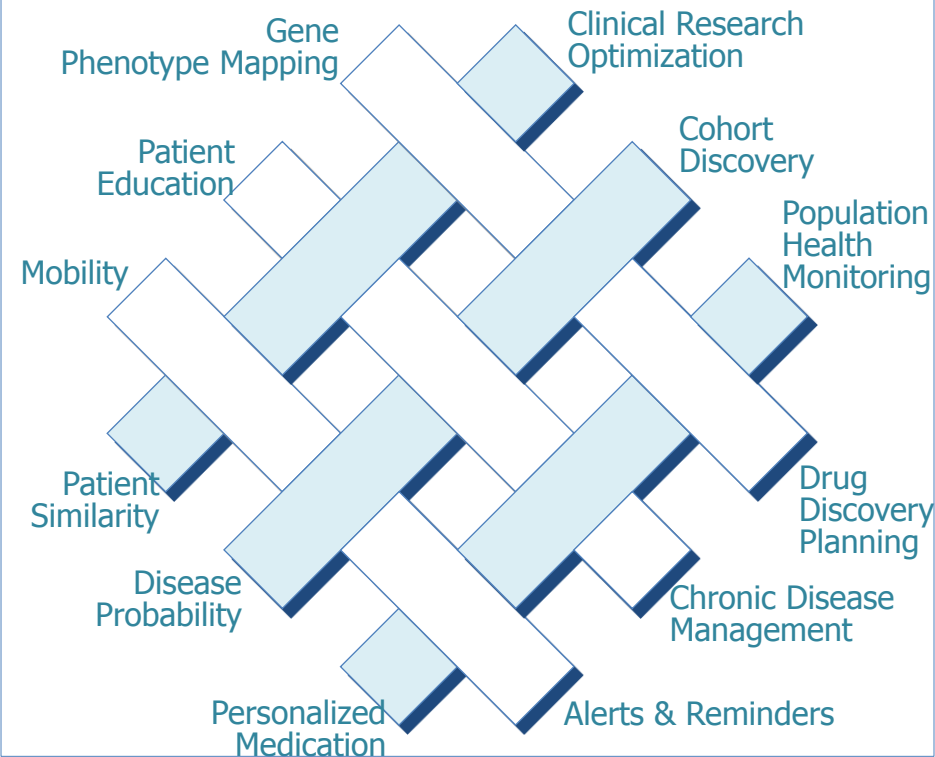 Gene
Phenotype Mapping
Clinical Research
Optimization
Cohort
Discovery
Patient
Education
Population
Health
Monitoring
Mobility
Patient
Similarity
Drug
Discovery
Planning
Disease
Probability
Chronic Disease
Management
Personalized
Medication
Alerts & Reminders